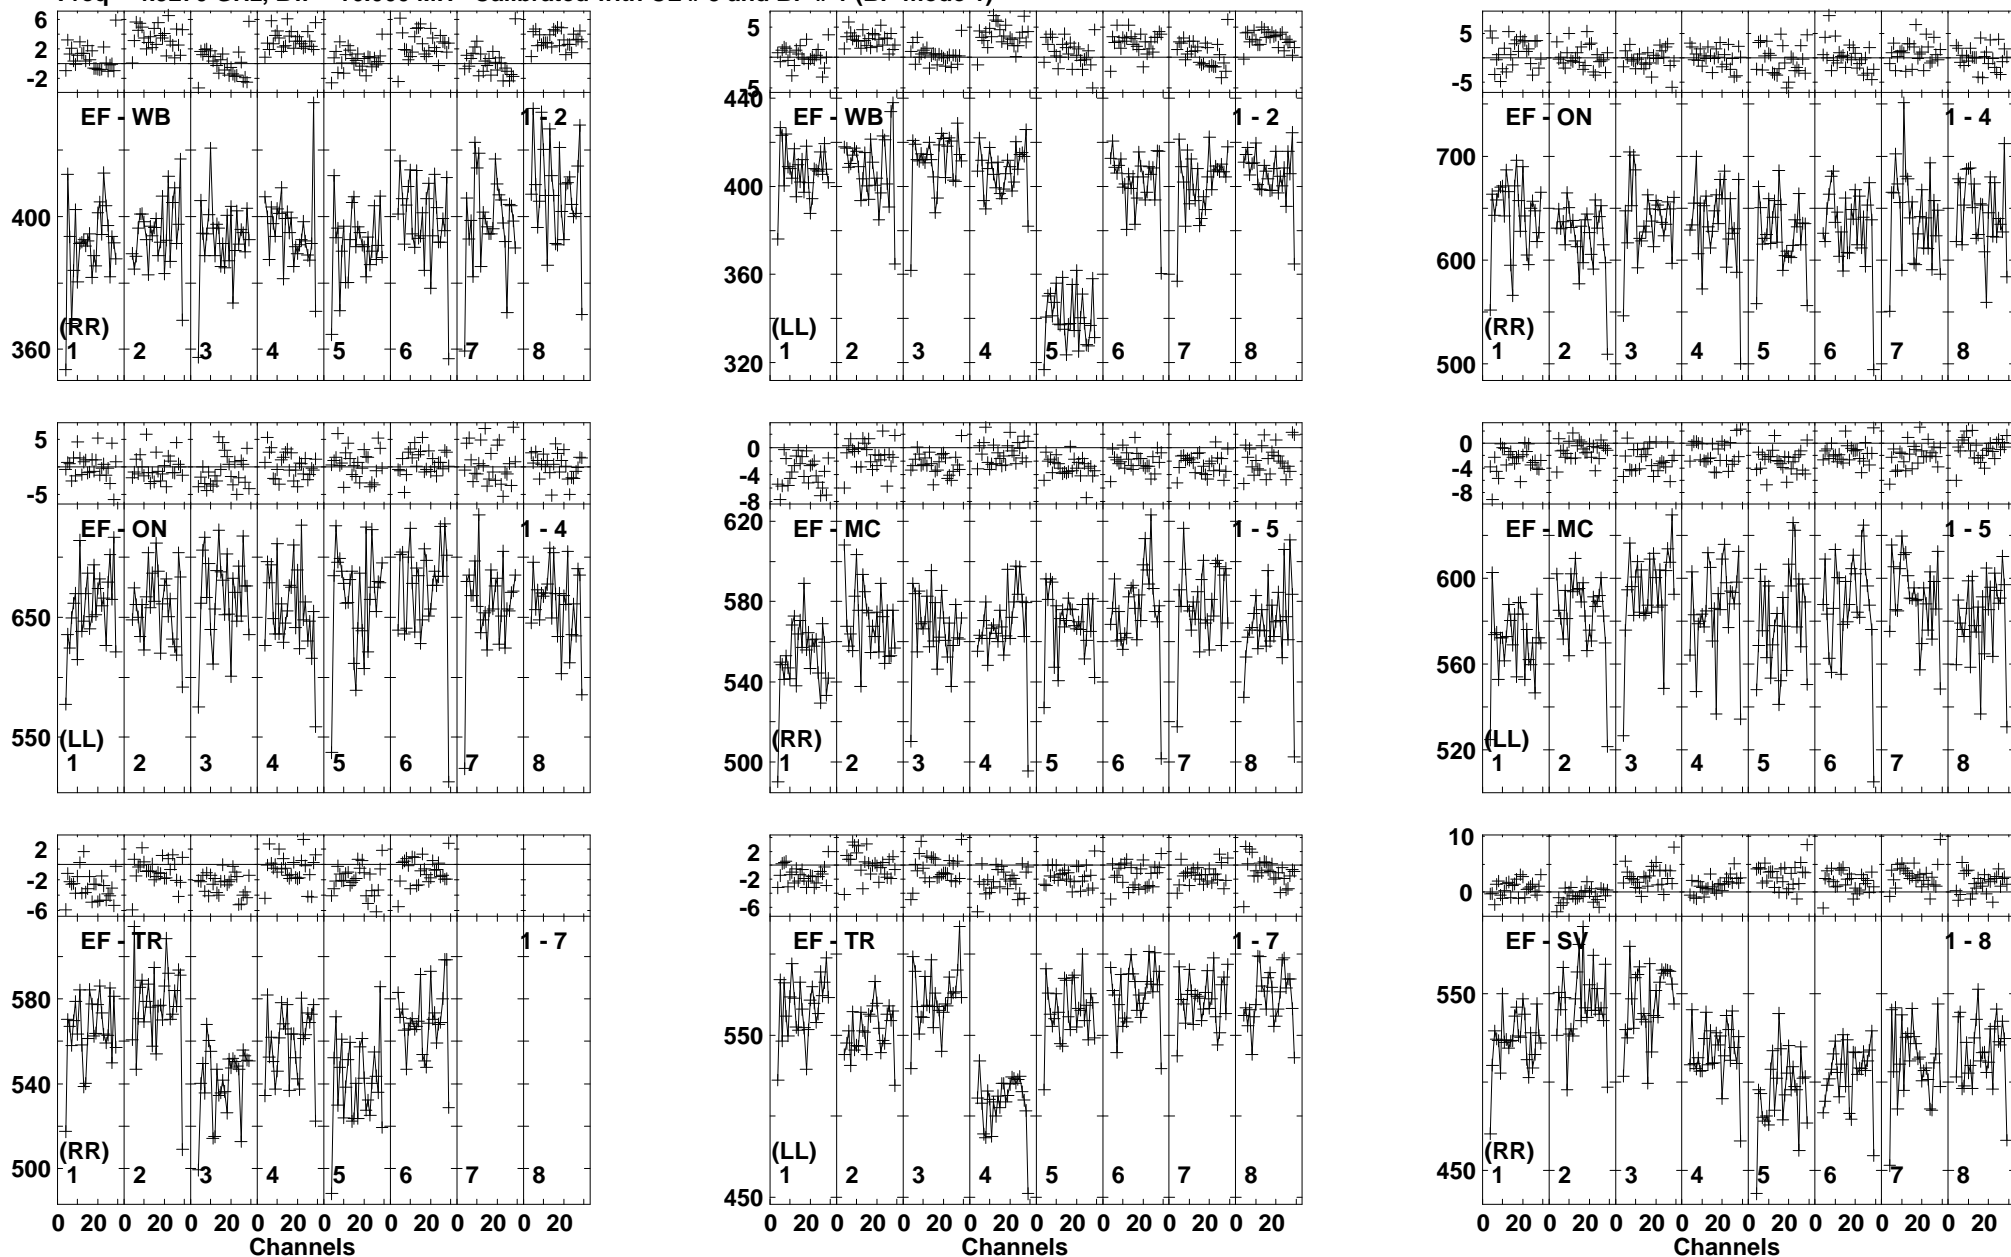 6 2 -2
EF - WB 1 - 2
400 360
(RR)
1 2 3 4 5 6 7 8
5 5
440 400 360 320
EF - WB 1 - 2
(LL)
1 2 3 4 5 6 7 8
5 -5
EF - ON 1 - 4
700 600 500
(RR)
1 2 3 4 5 6 7 8
5 -5
EF - ON 1 - 4
650 550
(LL)
1 2 3 4 5 6 7 8
0 -4 -8
EF - MC 1 - 5
620 580 540 500
(RR)
1 2 3 4 5 6 7 8
0 -4 -8
EF - MC 1 - 5
600 560 520
(LL)
1 2 3 4 5 6 7 8
2 -2 -6
EF - TR 1 - 7
580 540 500
(RR)
1 2 3 4 5 6 7 8
0 20 0 20 0 20 0 20 0 20 0 20 0 20 0 20
Channels
2 -2 -6
EF - TR 1 - 7
550 450
(LL)
1 2 3 4 5 6 7 8
0 20 0 20 0 20 0 20 0 20 0 20 0 20 0 20
Channels
10 0
EF - SV 1 - 8
550 450
(RR)
1 2 3 4 5 6 7 8
0 20 0 20 0 20 0 20 0 20 0 20 0 20 0 20
Channels